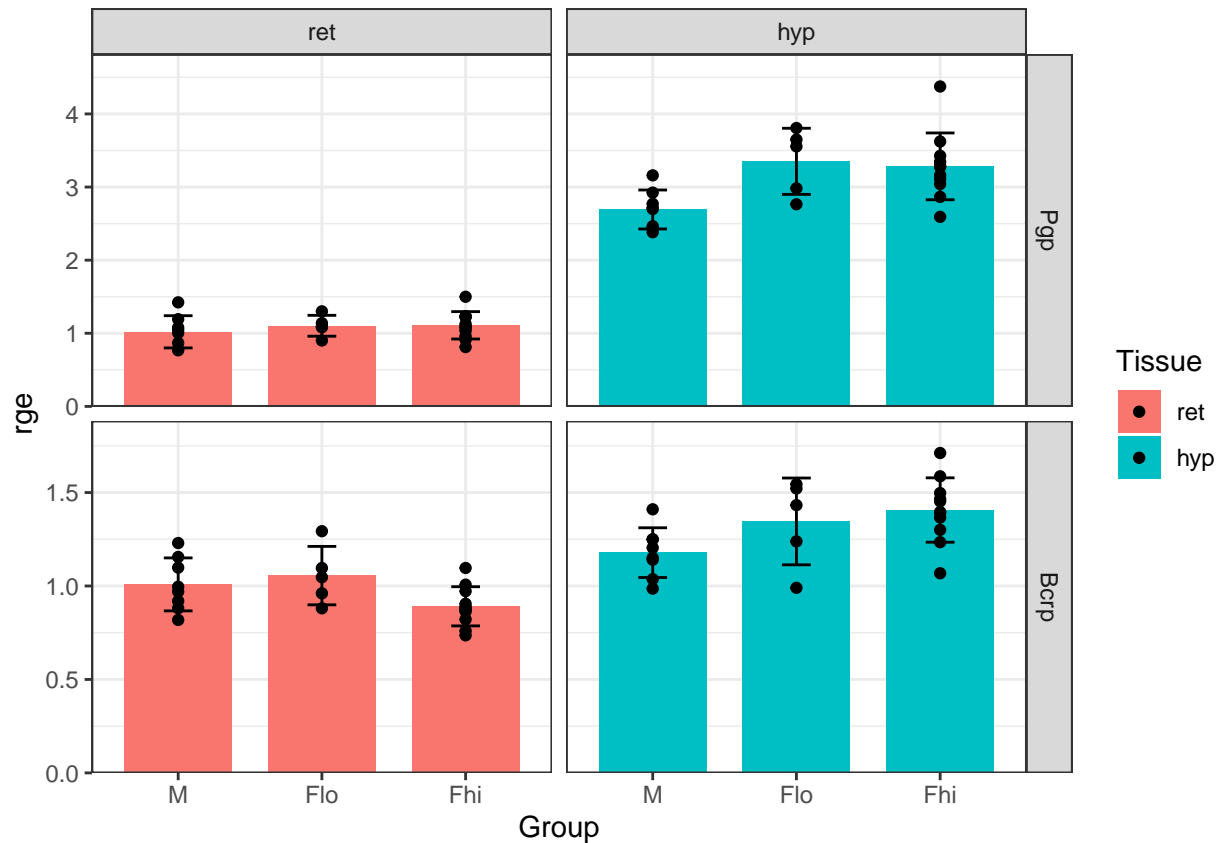 ret
hyp
4
3
2
1
0
Pgp
1.5
1.0
0.5
0.0
Bcrp
rge
M
Flo
Fhi
M
Flo
Fhi
Group
Tissue
ret
hyp